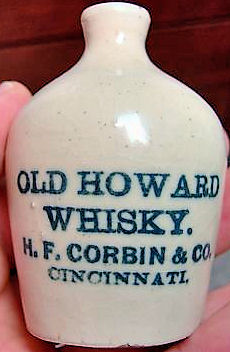 OLD HOWARD
WHISKY.
H. F. CORBIN & CO.
CINCINNATI.